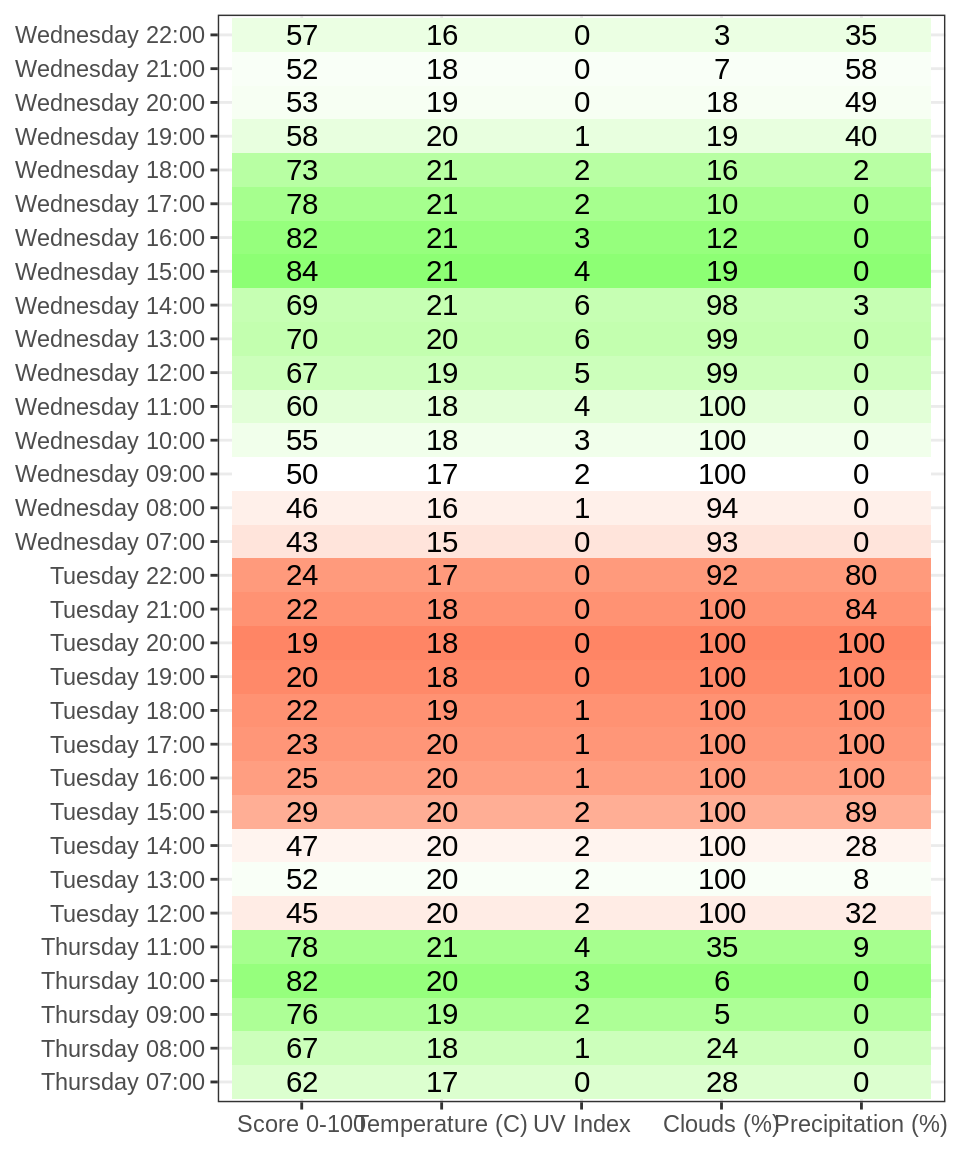 Wednesday 22:00 57 16 0 3 35
Wednesday 21:00 52 18 0 7 58
Wednesday 20:00 53 19 0 18 49
Wednesday 19:00 58 20 1 19 40
Wednesday 18:00 73 21 2 16 2
Wednesday 17:00 78 21 2 10 0
Wednesday 16:00 82 21 3 12 0
Wednesday 15:00 84 21 4 19 0
Wednesday 14:00 69 21 6 98 3
Wednesday 13:00 70 20 6 99 0
Wednesday 12:00 67 19 5 99 0
Wednesday 11:00 60 18 4 100 0
Wednesday 10:00 55 18 3 100 0
Wednesday 09:00 50 17 2 100 0
Wednesday 08:00 46 16 1 94 0
Wednesday 07:00 43 15 0 93 0
Tuesday 22:00 24 17 0 92 80
Tuesday 21:00 22 18 0 100 84
Tuesday 20:00 19 18 0 100 100
Tuesday 19:00 20 18 0 100 100
Tuesday 18:00 22 19 1 100 100
Tuesday 17:00 23 20 1 100 100
Tuesday 16:00 25 20 1 100 100
Tuesday 15:00 29 20 2 100 89
Tuesday 14:00 47 20 2 100 28
Tuesday 13:00 52 20 2 100 8
Tuesday 12:00 45 20 2 100 32
Thursday 11:00 78 21 4 35 9
Thursday 10:00 82 20 3 6 0
Thursday 09:00 76 19 2 5 0
Thursday 08:00 67 18 1 24 0
Thursday 07:00 62 17 0 28 0
Score 0-100 Temperature (C) UV Index Clouds (%) Precipitation (%)